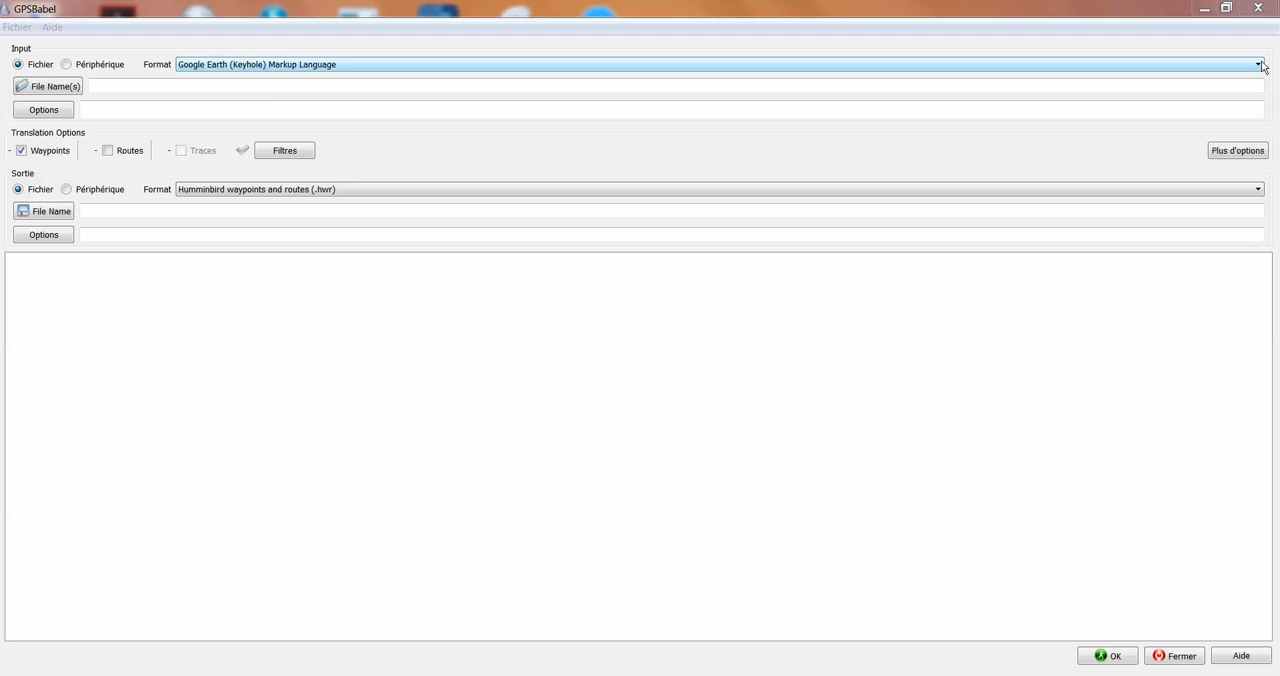 GPSBabel
Fichier Aide
Input
Fichier Périphérique Format Google Earth (Keyhole) Markup Language
File Name(s)
Options
Translation Options
- Waypoints - Routes - Traces Filtres Plus d'options
Sortie
Fichier Périphérique Format Humminbird waypoints and routes (.hwr)
File Name
Options
OK Fermer Aide